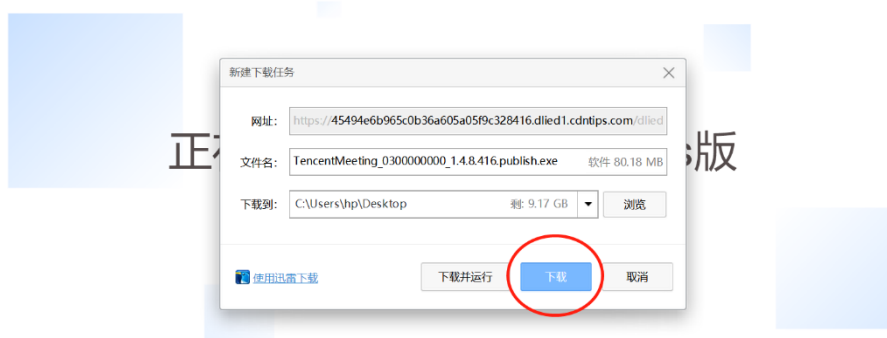 新建下载任务
网址： https://45494e6b965c0b36a605a05f9c328416.dlied1.cdntips.com/dlied
正 s版
文件名： TencentMeeting_0300000000_1.4.8.416.publish.exe 软件 80.18 MB
下载到： C:\Users\hp\Desktop 剩: 9.17 GB 浏览
使用迅雷下载 下载并运行 下载 取消